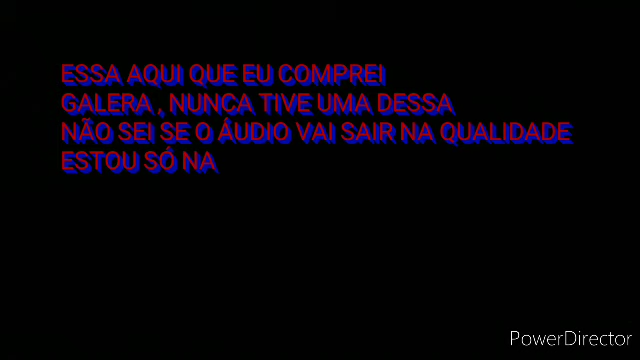 ESSA AQUI QUE EU COMPREI
GALERA , NUNCA TIVE UMA DESSA
NÃO SEI SE O ÁUDIO VAI SAIR NA QUALIDADE
ESTOU SÓ NA
PowerDirector